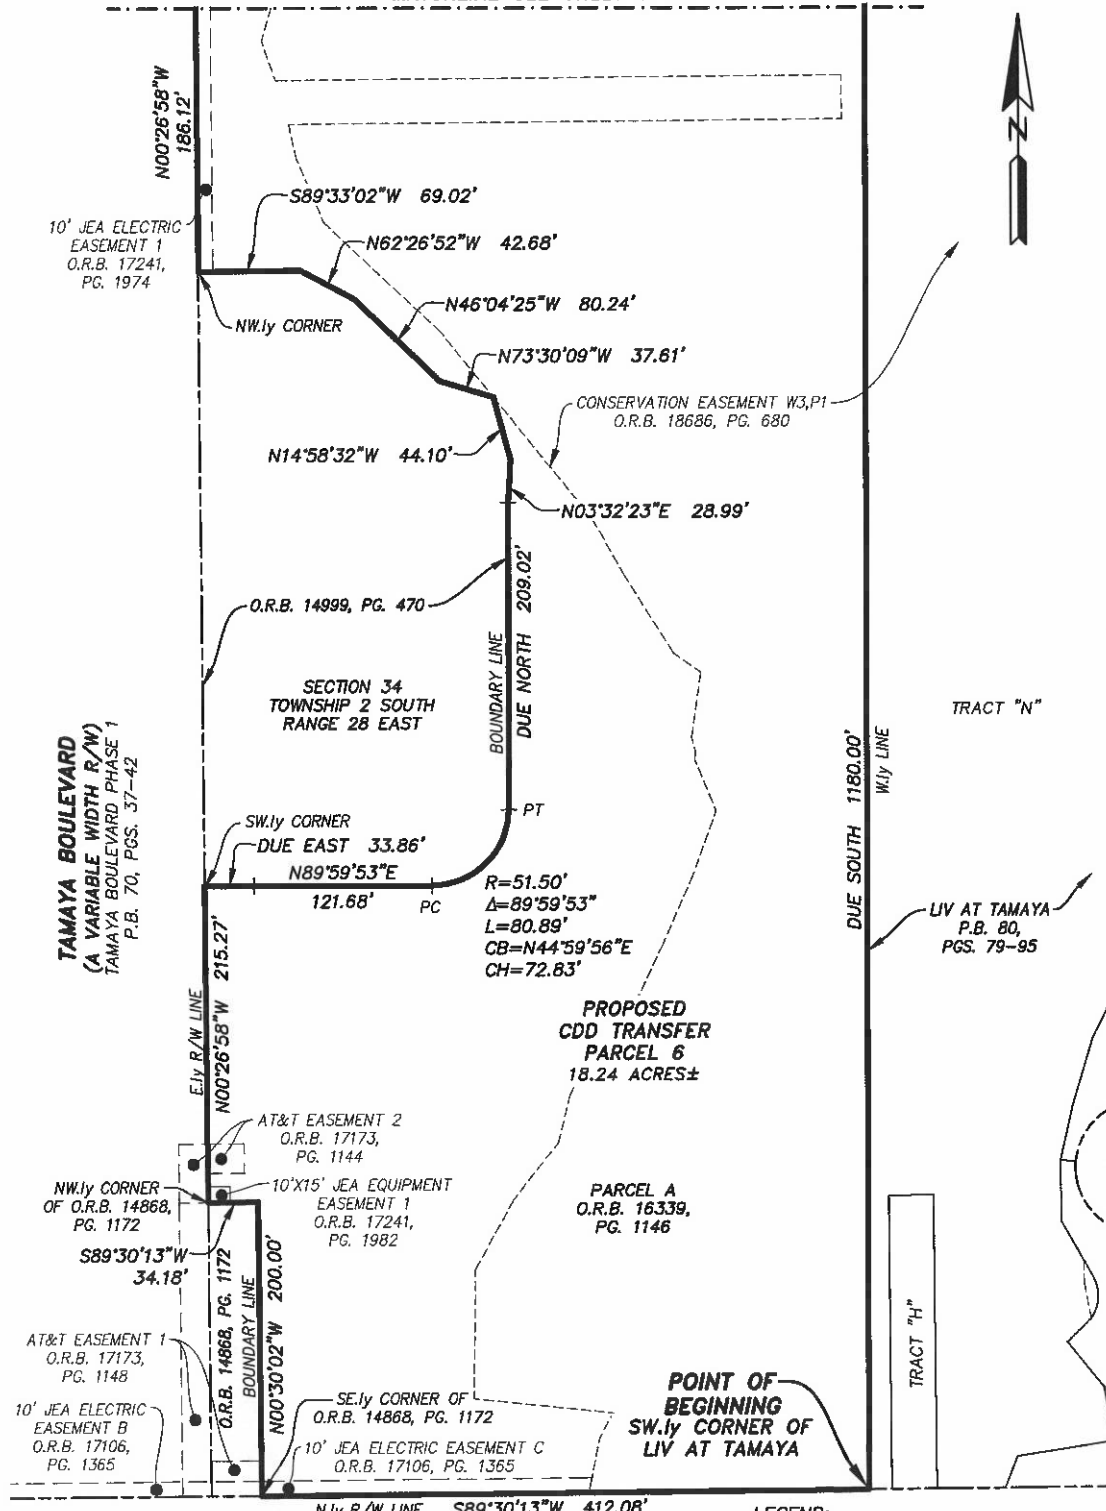 N
N00°26'58"W
186.12'
S89°33'02"W 69.02'
10' JEA ELECTRIC
EASEMENT 1
O.R.B. 17241,
PG. 1974
N62°26'52"W 42.68'
N46°04'25"W 80.24'
NW.ly CORNER
N73°30'09"W 37.61'
CONSERVATION EASEMENT W3,P1
O.R.B. 18686, PG. 680
N14°58'32"W 44.10'
N03°32'23"E 28.99'
O.R.B. 14999, PG. 470
BOUNDARY LINE
DUE NORTH 209.02'
SECTION 34
TOWNSHIP 2 SOUTH
RANGE 28 EAST
TRACT "N"
TAMAYA BOULEVARD
(A VARIABLE WIDTH R/W)
TAMAYA BOULEVARD PHASE 1
P.B. 70, PGS. 37-42
DUE SOUTH 1180.00'
W.ly LINE
PT
SW.ly CORNER
DUE EAST 33.86'
N89°59'53"E
121.68'
PC
R=51.50'
Δ=89°59'53"
L=80.89'
CB=N44°59'56"E
CH=72.83'
LIV AT TAMAYA
P.B. 80,
PGS. 79-95
E.ly R/W LINE
N00°26'58"W 215.27'
PROPOSED
CDD TRANSFER
PARCEL 6
18.24 ACRES±
AT&T EASEMENT 2
O.R.B. 17173,
PG. 1144
NW.ly CORNER
OF O.R.B. 14868,
PG. 1172
10'X15' JEA EQUIPMENT
EASEMENT 1
O.R.B. 17241,
PG. 1982
PARCEL A
O.R.B. 16339,
PG. 1146
S89°30'13"W
34.18'
O.R.B. 14868, PG. 1172
BOUNDARY LINE
N00°30'02"W 200.00'
AT&T EASEMENT 1
O.R.B. 17173,
PG. 1148
TRACT "H"
10' JEA ELECTRIC
EASEMENT B
O.R.B. 17106,
PG. 1365
SE.ly CORNER OF
O.R.B. 14868, PG. 1172
10' JEA ELECTRIC EASEMENT C
O.R.B. 17106, PG. 1365
POINT OF
BEGINNING
SW.ly CORNER OF
LIV AT TAMAYA
N.ly R/W LINE S89°30'13"W 412.08'
LEGEND: